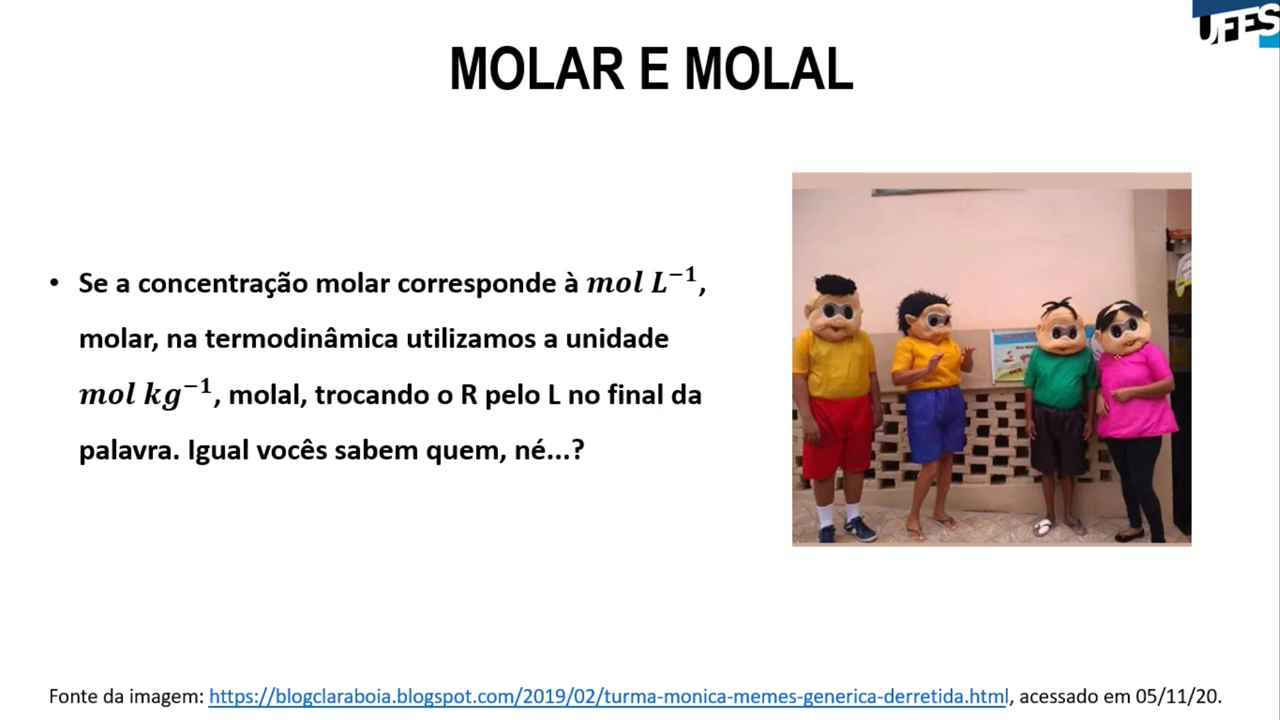 UFES
MOLAR E MOLAL
• Se a concentração molar corresponde à mol L⁻¹,
molar, na termodinâmica utilizamos a unidade
mol kg⁻¹, molal, trocando o R pelo L no final da
palavra. Igual vocês sabem quem, né...?
Fonte da imagem: https://blogclaraboia.blogspot.com/2019/02/turma-monica-memes-generica-derretida.html, acessado em 05/11/20.